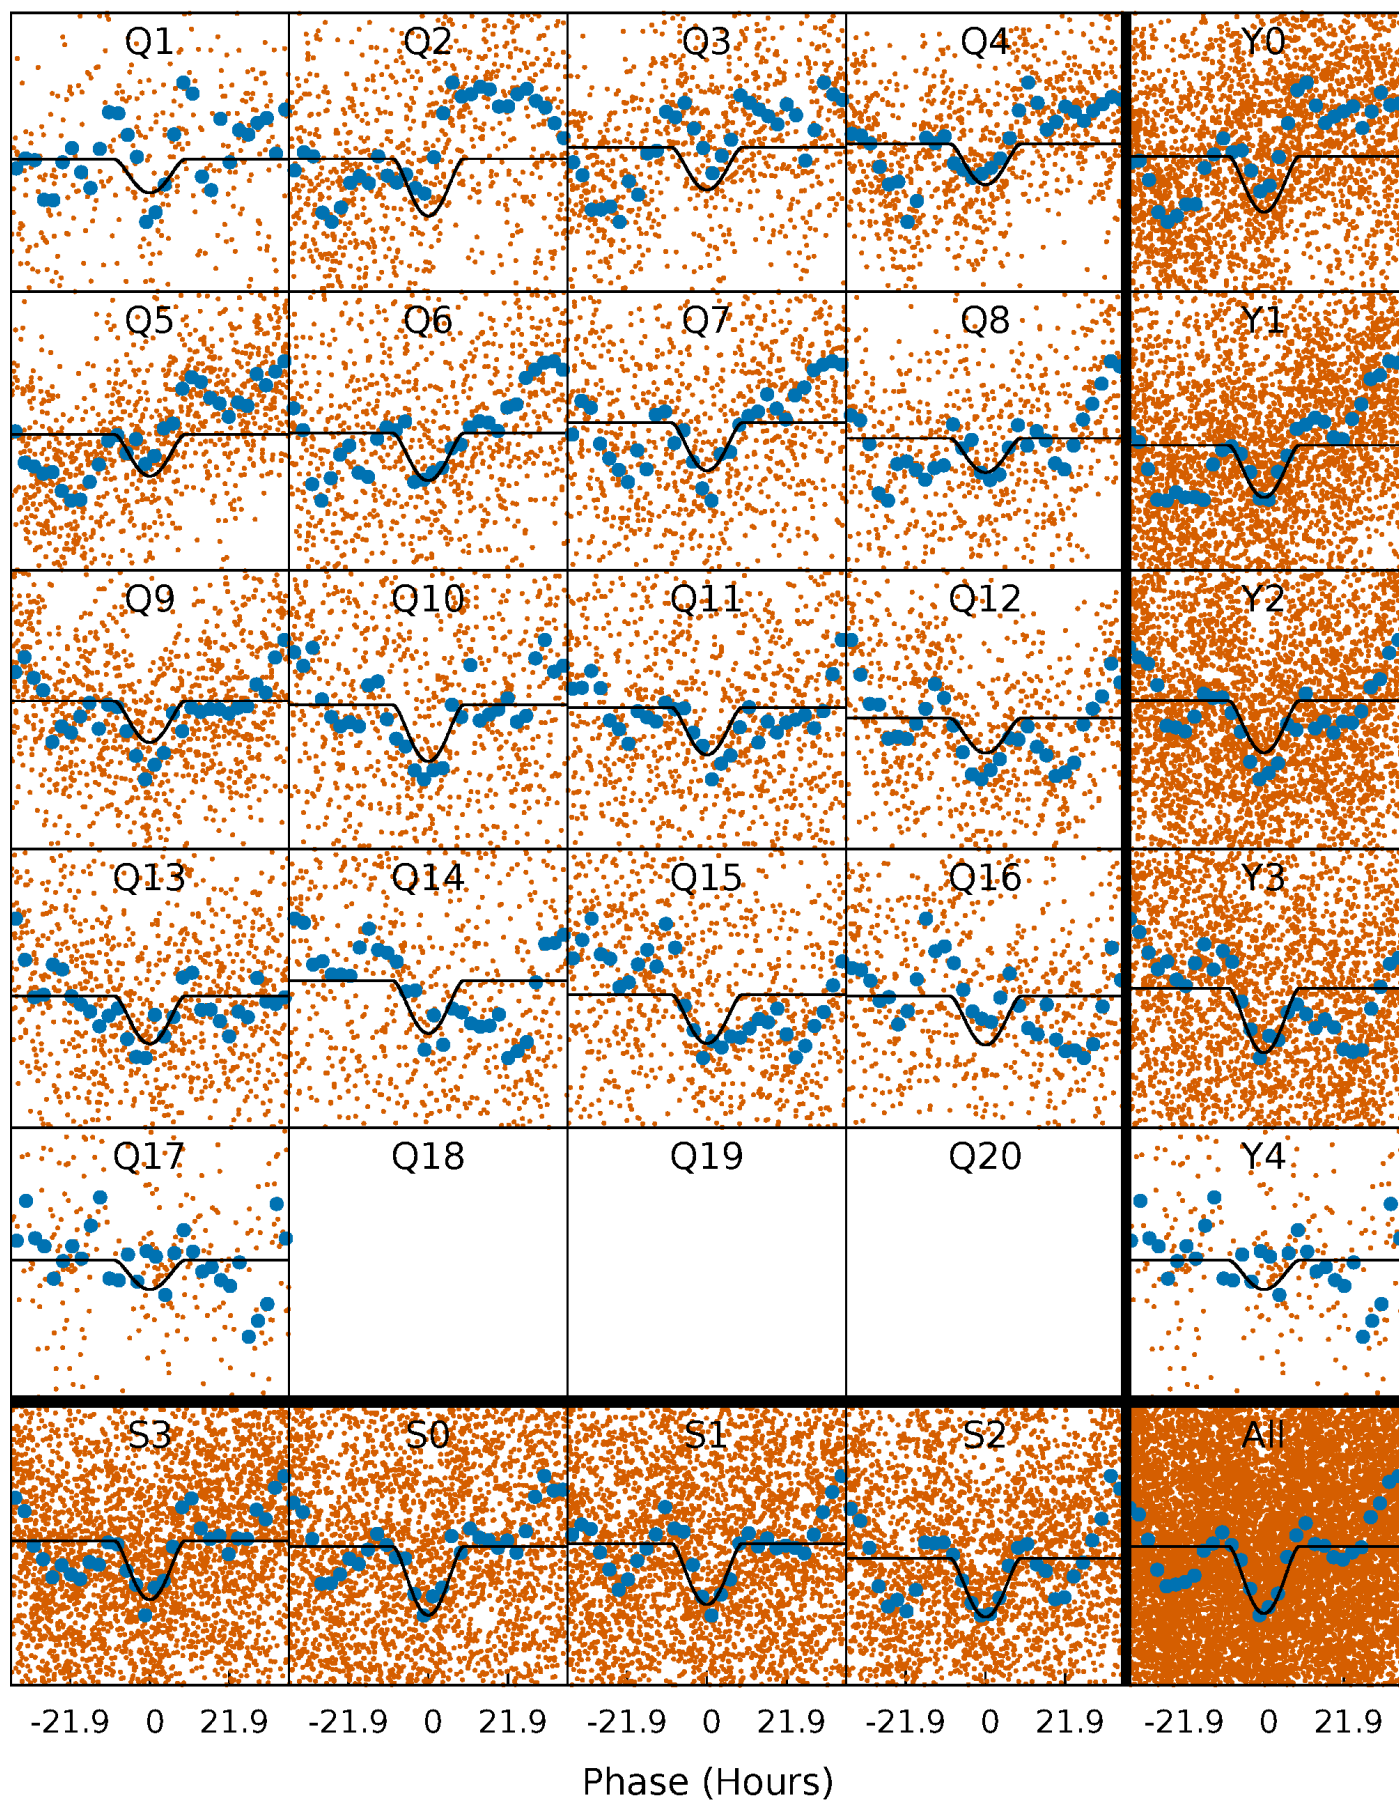 Q1 Q2 Q3 Q4 Y0
Q5 Q6 Q7 Q8 Y1
Q9 Q10 Q11 Q12 Y2
Q13 Q14 Q15 Q16 Y3
Q17 Q18 Q19 Q20 Y4
S3 S0 S1 S2 All
-21.9 0 21.9 -21.9 0 21.9 -21.9 0 21.9 -21.9 0 21.9 -21.9 0 21.9
Phase (Hours)